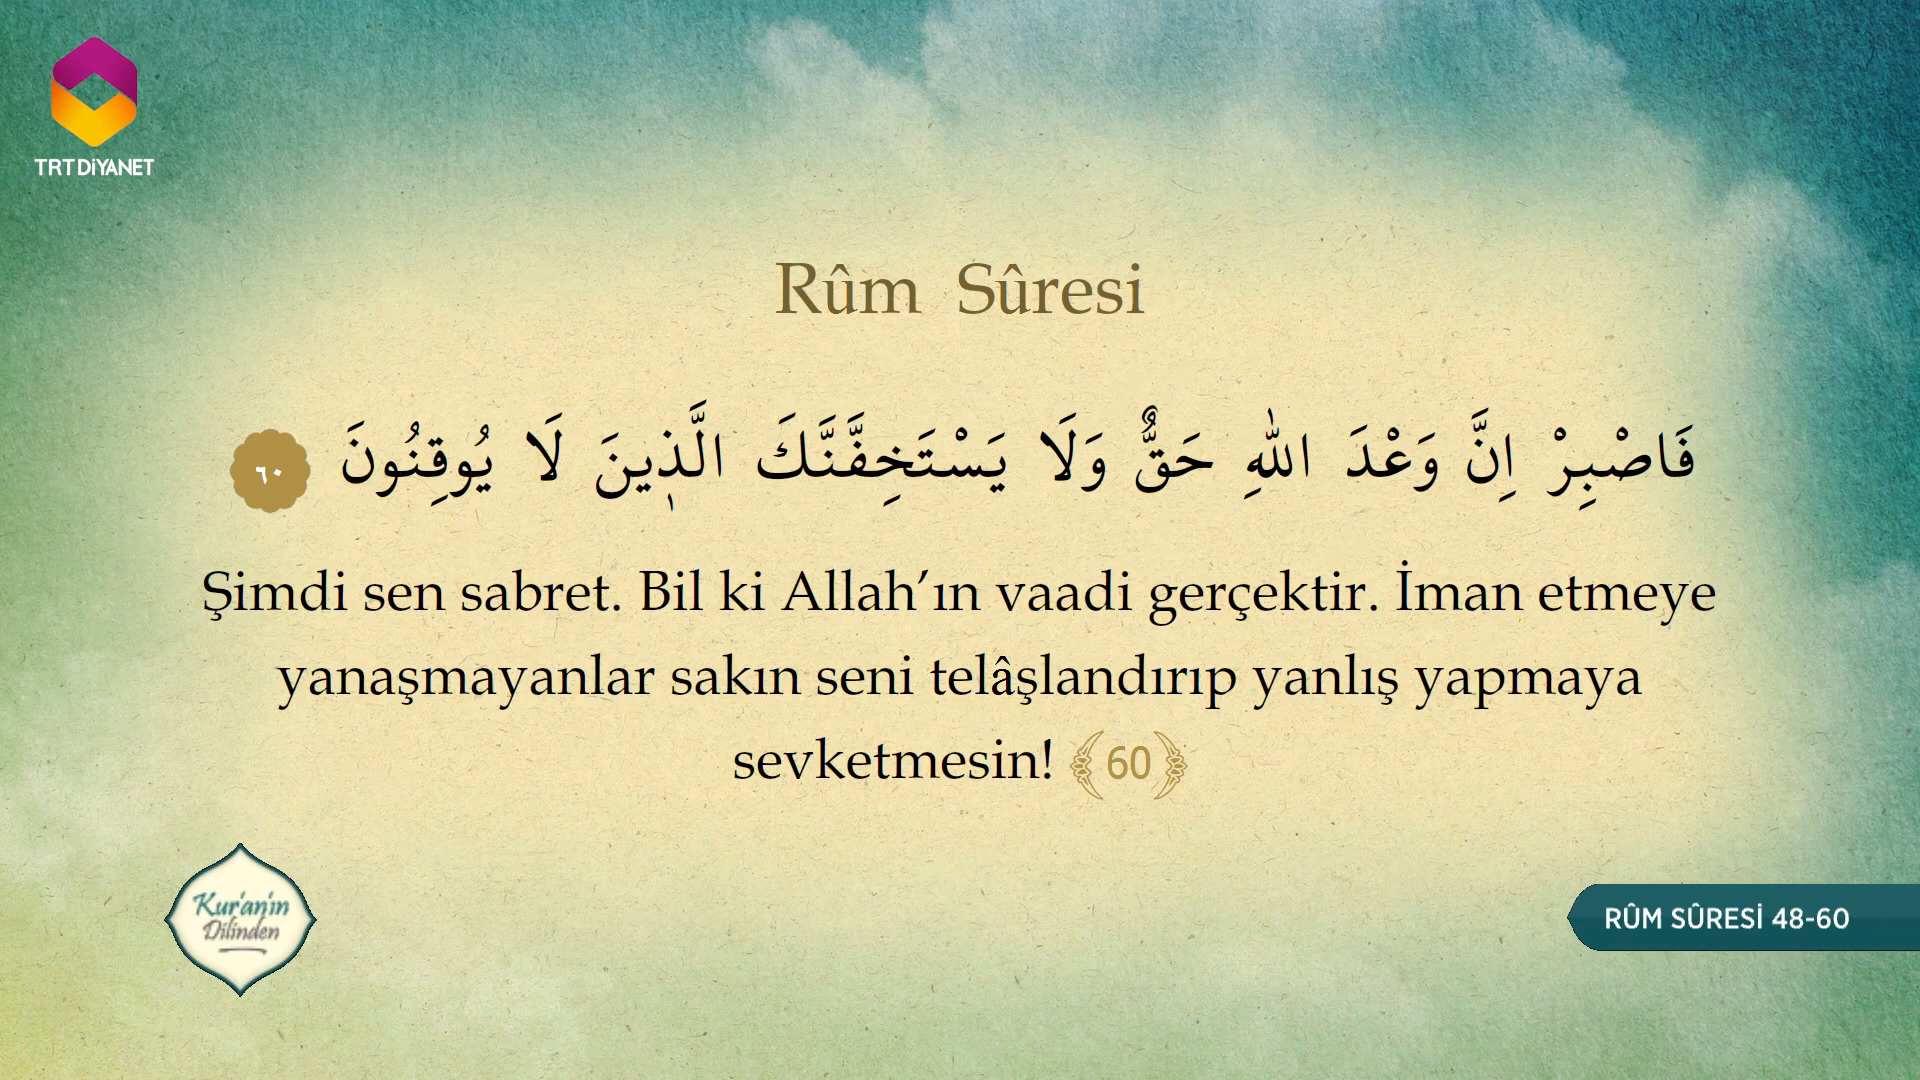 TRT DİYANET
Rûm Sûresi
فَاصْبِرْ اِنَّ وَعْدَ اللّٰهِ حَقٌّ وَلَا يَسْتَخِفَّنَّكَ الَّذ۪ينَ لَا يُوقِنُونَ ٦٠
Şimdi sen sabret. Bil ki Allah’ın vaadi gerçektir. İman etmeye
yanaşmayanlar sakın seni telâşlandırıp yanlış yapmaya
sevketmesin! ﴾60﴿
Kur'an'ın
Dilinden
RÛM SÛRESİ 48-60